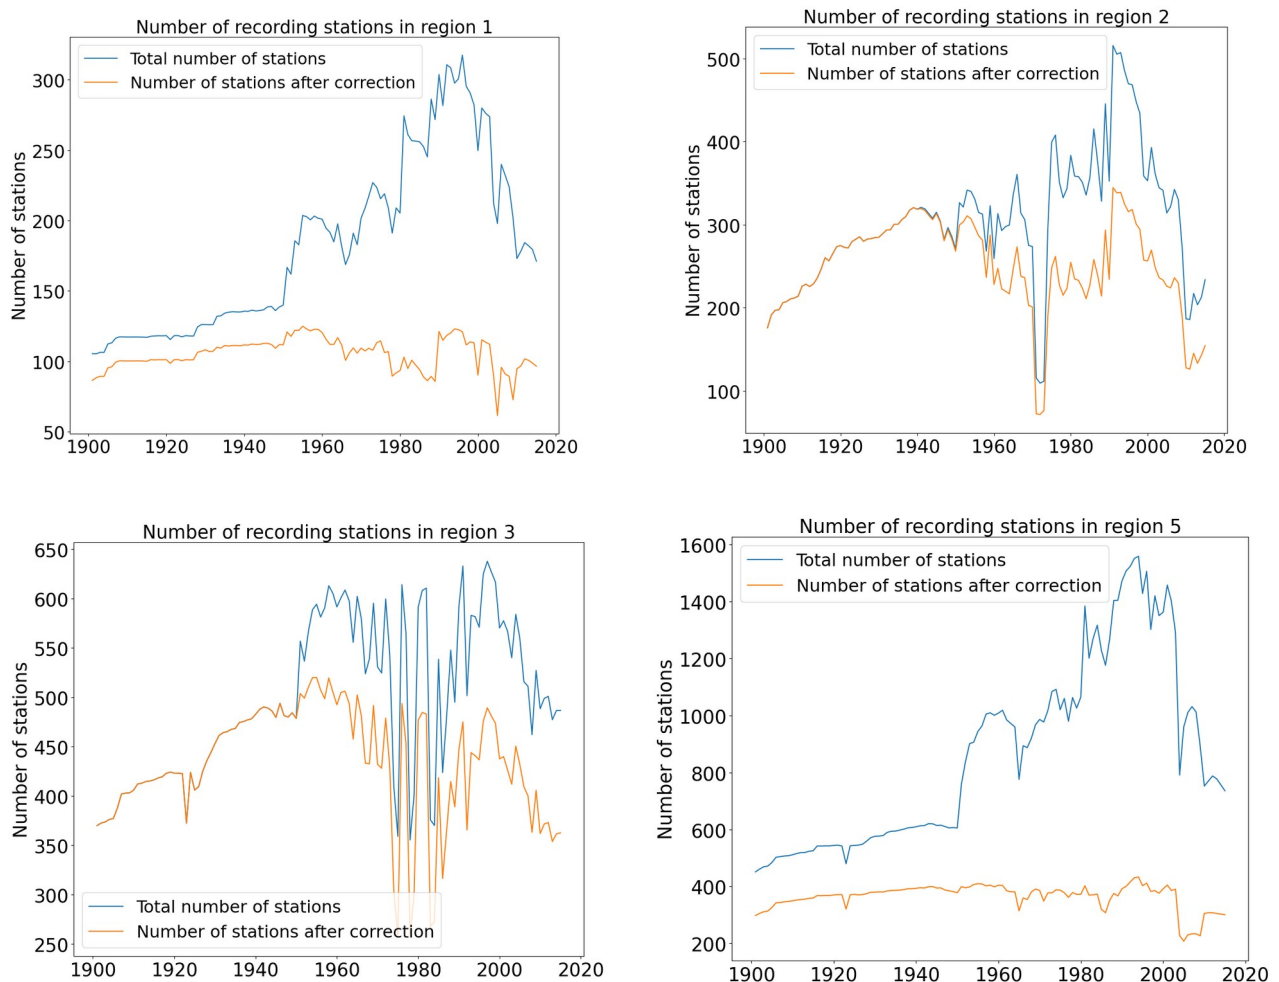 Number of recording stations in region 1
Total number of stations
Number of stations after correction
Number of stations
300
250
200
150
100
50
1900 1920 1940 1960 1980 2000 2020
Number of recording stations in region 2
Total number of stations
Number of stations after correction
Number of stations
500
400
300
200
100
1900 1920 1940 1960 1980 2000 2020
Number of recording stations in region 3
Number of stations
650
600
550
500
450
400
350
300
250
Total number of stations
Number of stations after correction
1900 1920 1940 1960 1980 2000 2020
Number of recording stations in region 5
Total number of stations
Number of stations after correction
Number of stations
1600
1400
1200
1000
800
600
400
200
1900 1920 1940 1960 1980 2000 2020